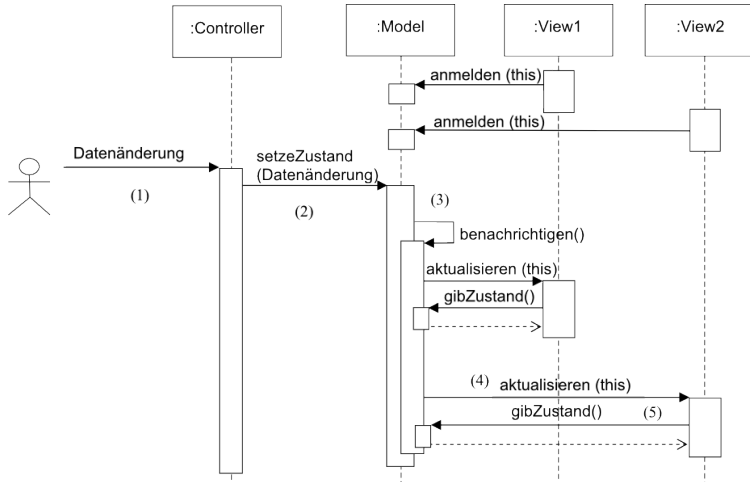 :Controller
:Model
:View1
:View2
anmelden (this)
anmelden (this)
Datenänderung
(1)
setzeZustand
(Datenänderung)
(2)
(3)
benachrichtigen()
aktualisieren (this)
gibZustand()
(4)
aktualisieren (this)
gibZustand()
(5)